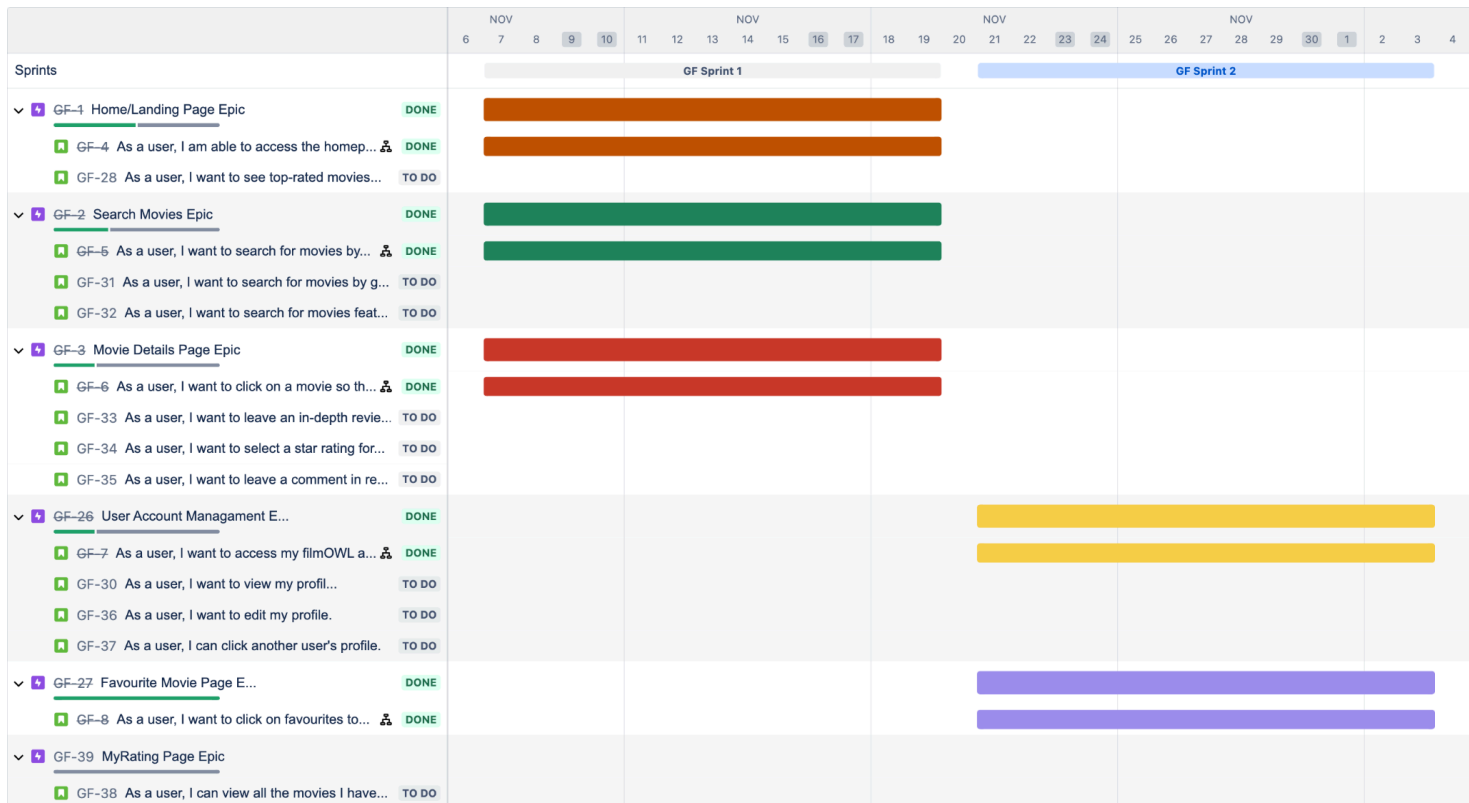 NOV NOV NOV NOV
6 7 8 9 10 11 12 13 14 15 16 17 18 19 20 21 22 23 24 25 26 27 28 29 30 1 2 3 4
Sprints GF Sprint 1 GF Sprint 2
GF-1 Home/Landing Page Epic DONE
GF-4 As a user, I am able to access the homep... DONE
GF-28 As a user, I want to see top-rated movies... TO DO
GF-2 Search Movies Epic DONE
GF-5 As a user, I want to search for movies by... DONE
GF-31 As a user, I want to search for movies by g... TO DO
GF-32 As a user, I want to search for movies feat... TO DO
GF-3 Movie Details Page Epic DONE
GF-6 As a user, I want to click on a movie so th... DONE
GF-33 As a user, I want to leave an in-depth revie... TO DO
GF-34 As a user, I want to select a star rating for... TO DO
GF-35 As a user, I want to leave a comment in re... TO DO
GF-26 User Account Managament E... DONE
GF-7 As a user, I want to access my filmOWL a... DONE
GF-30 As a user, I want to view my profil... TO DO
GF-36 As a user, I want to edit my profile. TO DO
GF-37 As a user, I can click another user's profile. TO DO
GF-27 Favourite Movie Page E... DONE
GF-8 As a user, I want to click on favourites to... DONE
GF-39 MyRating Page Epic
GF-38 As a user, I can view all the movies I have... TO DO